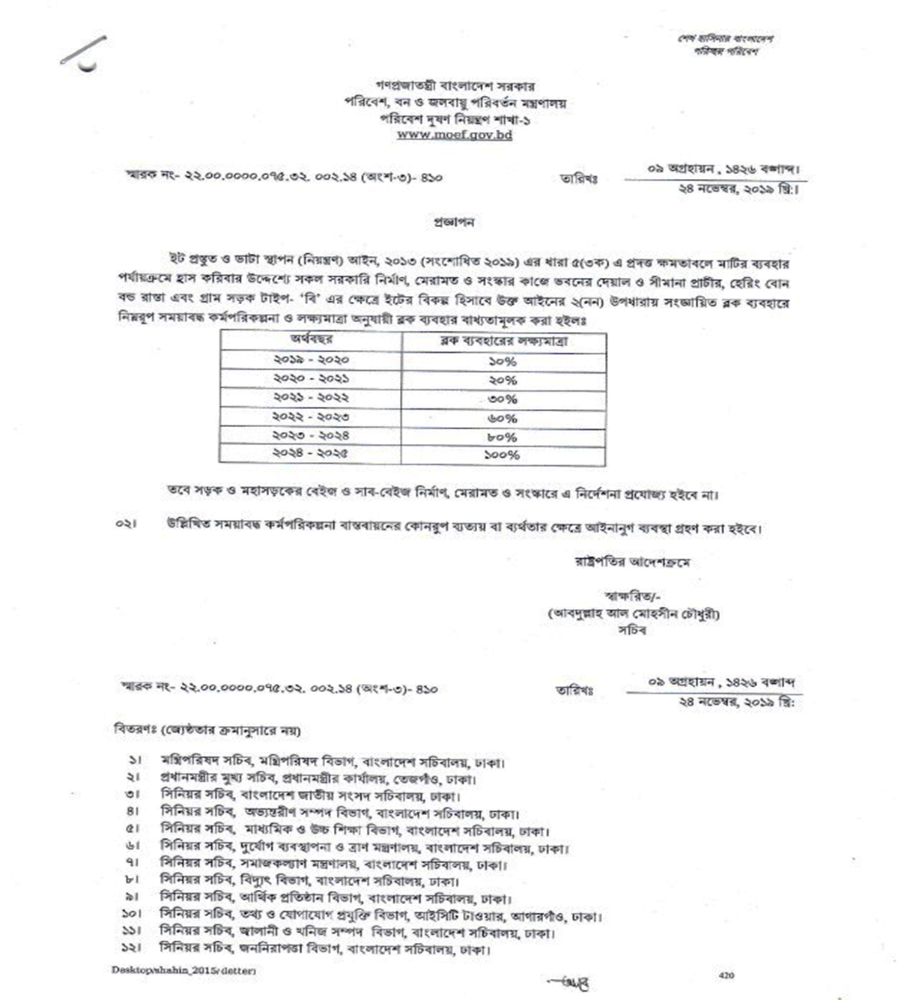 শেখ হাসিনার বাংলাদেশ
পরিচ্ছন্ন পরিবেশ
গণপ্রজাতন্ত্রী বাংলাদেশ সরকার
পরিবেশ, বন ও জলবায়ু পরিবর্তন মন্ত্রণালয়
পরিবেশ দূষণ নিয়ন্ত্রণ শাখা-১
www.moef.gov.bd
স্মারক নং- ২২.০০.০০০০.০৭৫.৩২. ০০২.১৪ (অংশ-৩)- ৪১০ তারিখঃ ০৯ অগ্রহায়ন , ১৪২৬ বঙ্গাব্দ।
২৪ নভেম্বর, ২০১৯ খ্রি:।
প্রজ্ঞাপন
ইট প্রস্তুত ও ভাটা স্থাপন (নিয়ন্ত্রণ) আইন, ২০১৩ (সংশোধিত ২০১৯) এর ধারা ৫(৩ক) এ প্রদত্ত ক্ষমতাবলে মাটির ব্যবহার
পর্যায়ক্রমে হ্রাস করিবার উদ্দেশ্যে সকল সরকারি নির্মাণ, মেরামত ও সংস্কার কাজে ভবনের দেয়াল ও সীমানা প্রাচীর, হেরিং বোন
বন্ড রাস্তা এবং গ্রাম সড়ক টাইপ- ‘বি’ এর ক্ষেত্রে ইটের বিকল্প হিসাবে উক্ত আইনের ২(নন) উপধারায় সংজ্ঞায়িত ব্লক ব্যবহারে
নিম্নরূপ সময়াবদ্ধ কর্মপরিকল্পনা ও লক্ষ্যমাত্রা অনুযায়ী ব্লক ব্যবহার বাধ্যতামূলক করা হইলঃ
অর্থবছর ব্লক ব্যবহারের লক্ষ্যমাত্রা
২০১৯ - ২০২০ ১০%
২০২০ - ২০২১ ২০%
২০২১ - ২০২২ ৩০%
২০২২ - ২০২৩ ৬০%
২০২৩ - ২০২৪ ৮০%
২০২৪ - ২০২৫ ১০০%
তবে সড়ক ও মহাসড়কের বেইজ ও সাব-বেইজ নির্মাণ, মেরামত ও সংস্কারে এ নির্দেশনা প্রযোজ্য হইবে না।
০২। উল্লিখিত সময়াবদ্ধ কর্মপরিকল্পনা বাস্তবায়নের কোনরুপ ব্যত্যয় বা ব্যর্থতার ক্ষেত্রে আইনানুগ ব্যবস্থা গ্রহণ করা হইবে।
রাষ্ট্রপতির আদেশক্রমে
স্বাক্ষরিত/-
(আবদুল্লাহ আল মোহসীন চৌধুরী)
সচিব
স্মারক নং- ২২.০০.০০০০.০৭৫.৩২. ০০২.১৪ (অংশ-৩)- ৪১০ তারিখঃ ০৯ অগ্রহায়ন , ১৪২৬ বঙ্গাব্দ
২৪ নভেম্বর, ২০১৯ খ্রি:
বিতরণঃ (জ্যেষ্ঠতার ক্রমানুসারে নয়)
১। মন্ত্রিপরিষদ সচিব, মন্ত্রিপরিষদ বিভাগ, বাংলাদেশ সচিবালয়, ঢাকা।
২। প্রধানমন্ত্রীর মুখ্য সচিব, প্রধানমন্ত্রীর কার্যালয়, তেজগাঁও, ঢাকা।
৩। সিনিয়র সচিব, বাংলাদেশ জাতীয় সংসদ সচিবালয়, ঢাকা।
৪। সিনিয়র সচিব, অভ্যন্তরীণ সম্পদ বিভাগ, বাংলাদেশ সচিবালয়, ঢাকা।
৫। সিনিয়র সচিব, মাধ্যমিক ও উচ্চ শিক্ষা বিভাগ, বাংলাদেশ সচিবালয়, ঢাকা।
৬। সিনিয়র সচিব, দুর্যোগ ব্যবস্থাপনা ও ত্রাণ মন্ত্রণালয়, বাংলাদেশ সচিবালয়, ঢাকা।
৭। সিনিয়র সচিব, সমাজকল্যাণ মন্ত্রণালয়, বাংলাদেশ সচিবালয়, ঢাকা।
৮। সিনিয়র সচিব, বিদ্যুৎ বিভাগ, বাংলাদেশ সচিবালয়, ঢাকা।
৯। সিনিয়র সচিব, আর্থিক প্রতিষ্ঠান বিভাগ, বাংলাদেশ সচিবালয়, ঢাকা।
১০। সিনিয়র সচিব, তথ্য ও যোগাযোগ প্রযুক্তি বিভাগ, আইসিটি টাওয়ার, আগারগাঁও, ঢাকা।
১১। সিনিয়র সচিব, জ্বালানী ও খনিজ সম্পদ বিভাগ, বাংলাদেশ সচিবালয়, ঢাকা।
১২। সিনিয়র সচিব, জননিরাপত্তা বিভাগ, বাংলাদেশ সচিবালয়, ঢাকা।
420